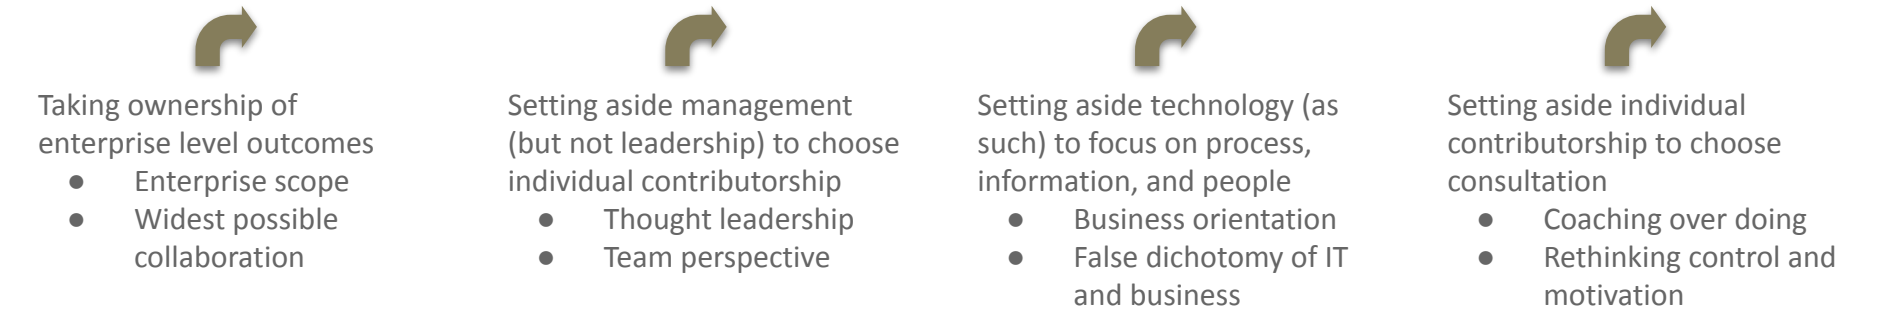 Taking ownership of
enterprise level outcomes
● Enterprise scope
● Widest possible
collaboration
Setting aside management
(but not leadership) to choose
individual contributorship
● Thought leadership
● Team perspective
Setting aside technology (as
such) to focus on process,
information, and people
● Business orientation
● False dichotomy of IT
and business
Setting aside individual
contributorship to choose
consultation
● Coaching over doing
● Rethinking control and
motivation